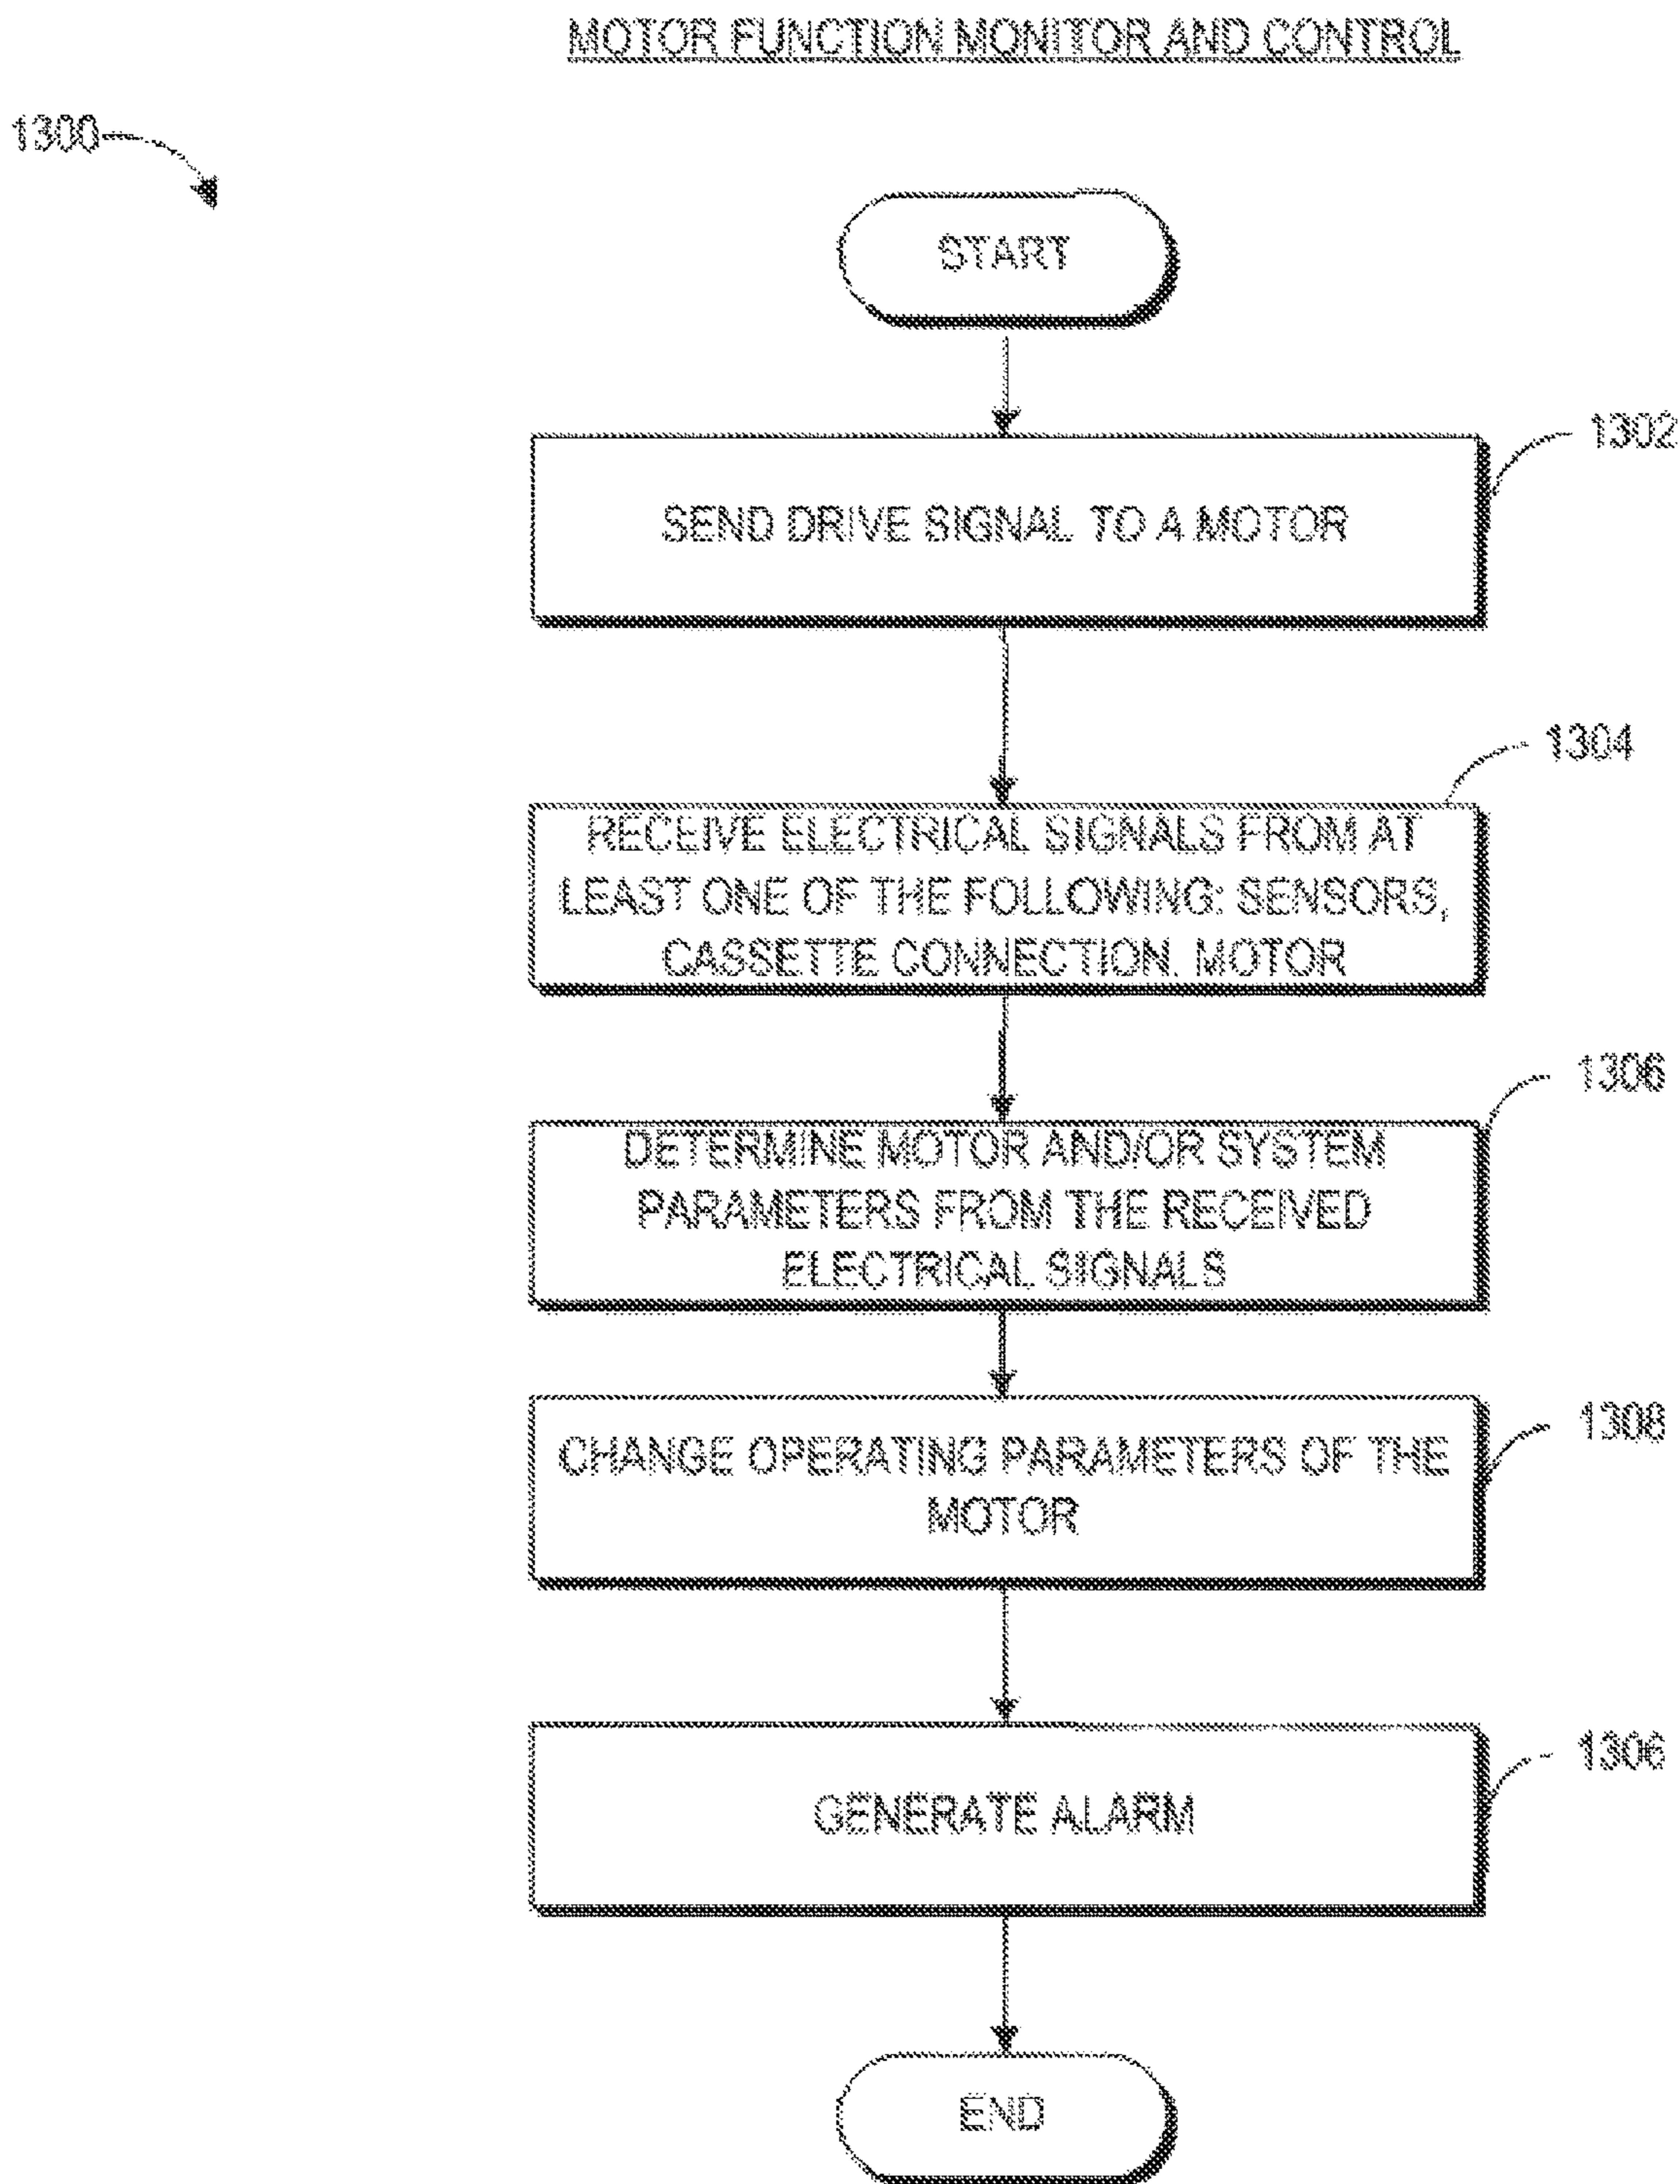 MOTOR FUNCTION MONITOR AND CONTROL
1300
START
1302
SEND DRIVE SIGNAL TO A MOTOR
1304
RECEIVE ELECTRICAL SIGNALS FROM AT
LEAST ONE OF THE FOLLOWING: SENSORS,
CASSETTE CONNECTION. MOTOR
1306
DETERMINE MOTOR AND/OR SYSTEM
PARAMETERS FROM THE RECEIVED
ELECTRICAL SIGNALS
1308
CHANGE OPERATING PARAMETERS OF THE
MOTOR
1306
GENERATE ALARM
END